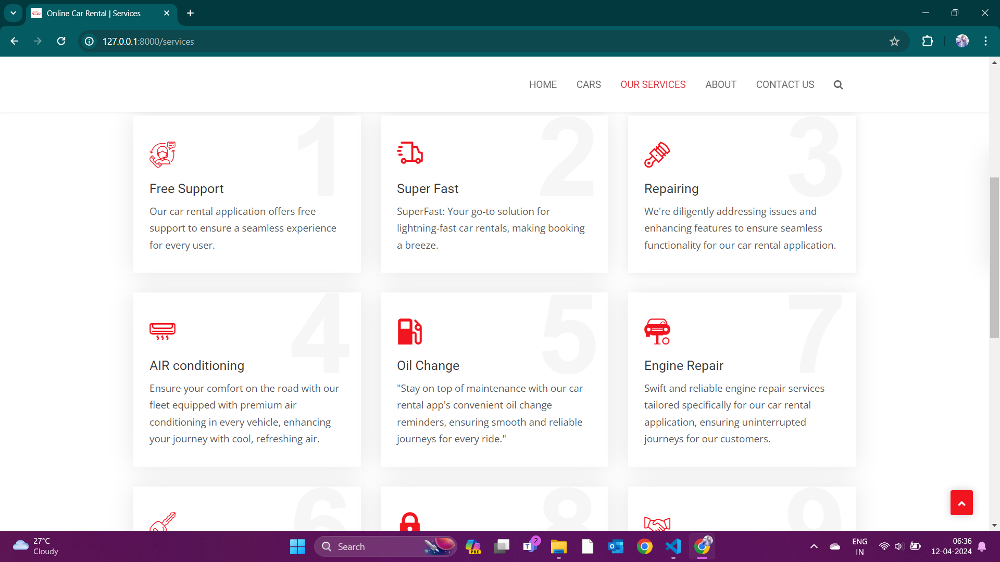 Online Car Rental | Services
127.0.0.1:8000/services
HOME CARS OUR SERVICES ABOUT CONTACT US
1
Free Support
Our car rental application offers free
support to ensure a seamless experience
for every user.
2
Super Fast
SuperFast: Your go-to solution for
lightning-fast car rentals, making booking
a breeze.
3
Repairing
We're diligently addressing issues and
enhancing features to ensure seamless
functionality for our car rental application.
4
AIR conditioning
Ensure your comfort on the road with our
fleet equipped with premium air
conditioning in every vehicle, enhancing
your journey with cool, refreshing air.
5
Oil Change
"Stay on top of maintenance with our car
rental app's convenient oil change
reminders, ensuring smooth and reliable
journeys for every ride."
7
Engine Repair
Swift and reliable engine repair services
tailored specifically for our car rental
application, ensuring uninterrupted
journeys for our customers.
6
8
9
27°C
Cloudy
Search
PRE
T
2
ENG
IN
06:36
12-04-2024